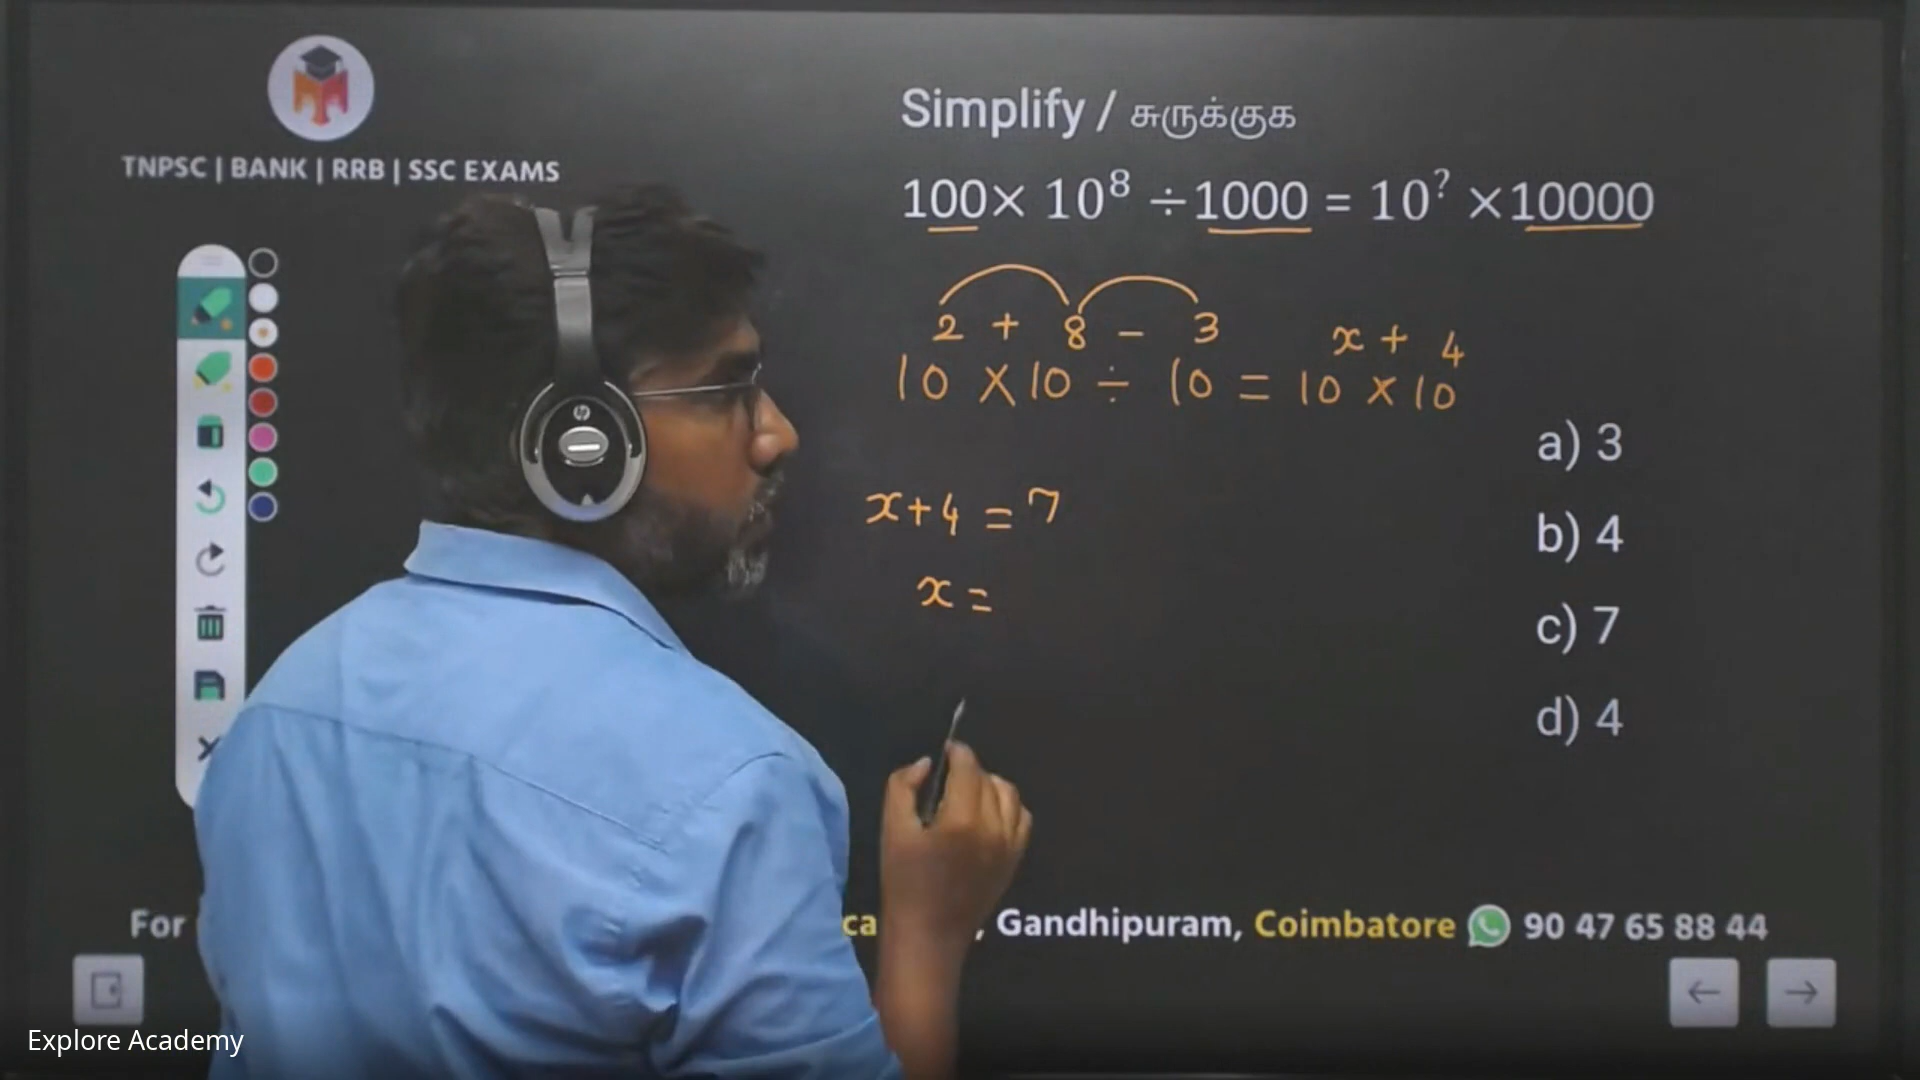 TNPSC | BANK | RRB | SSC EXAMS
Simplify / சுருக்குக
100× 10⁸ ÷1000 = 10^? ×10000
2 + 8 - 3 x + 4
10 X 10 ÷ 10 = 10 x 10
x+4 = 7
x =
a) 3
b) 4
c) 7
d) 4
For
, Gandhipuram, Coimbatore 90 47 65 88 44
Explore Academy